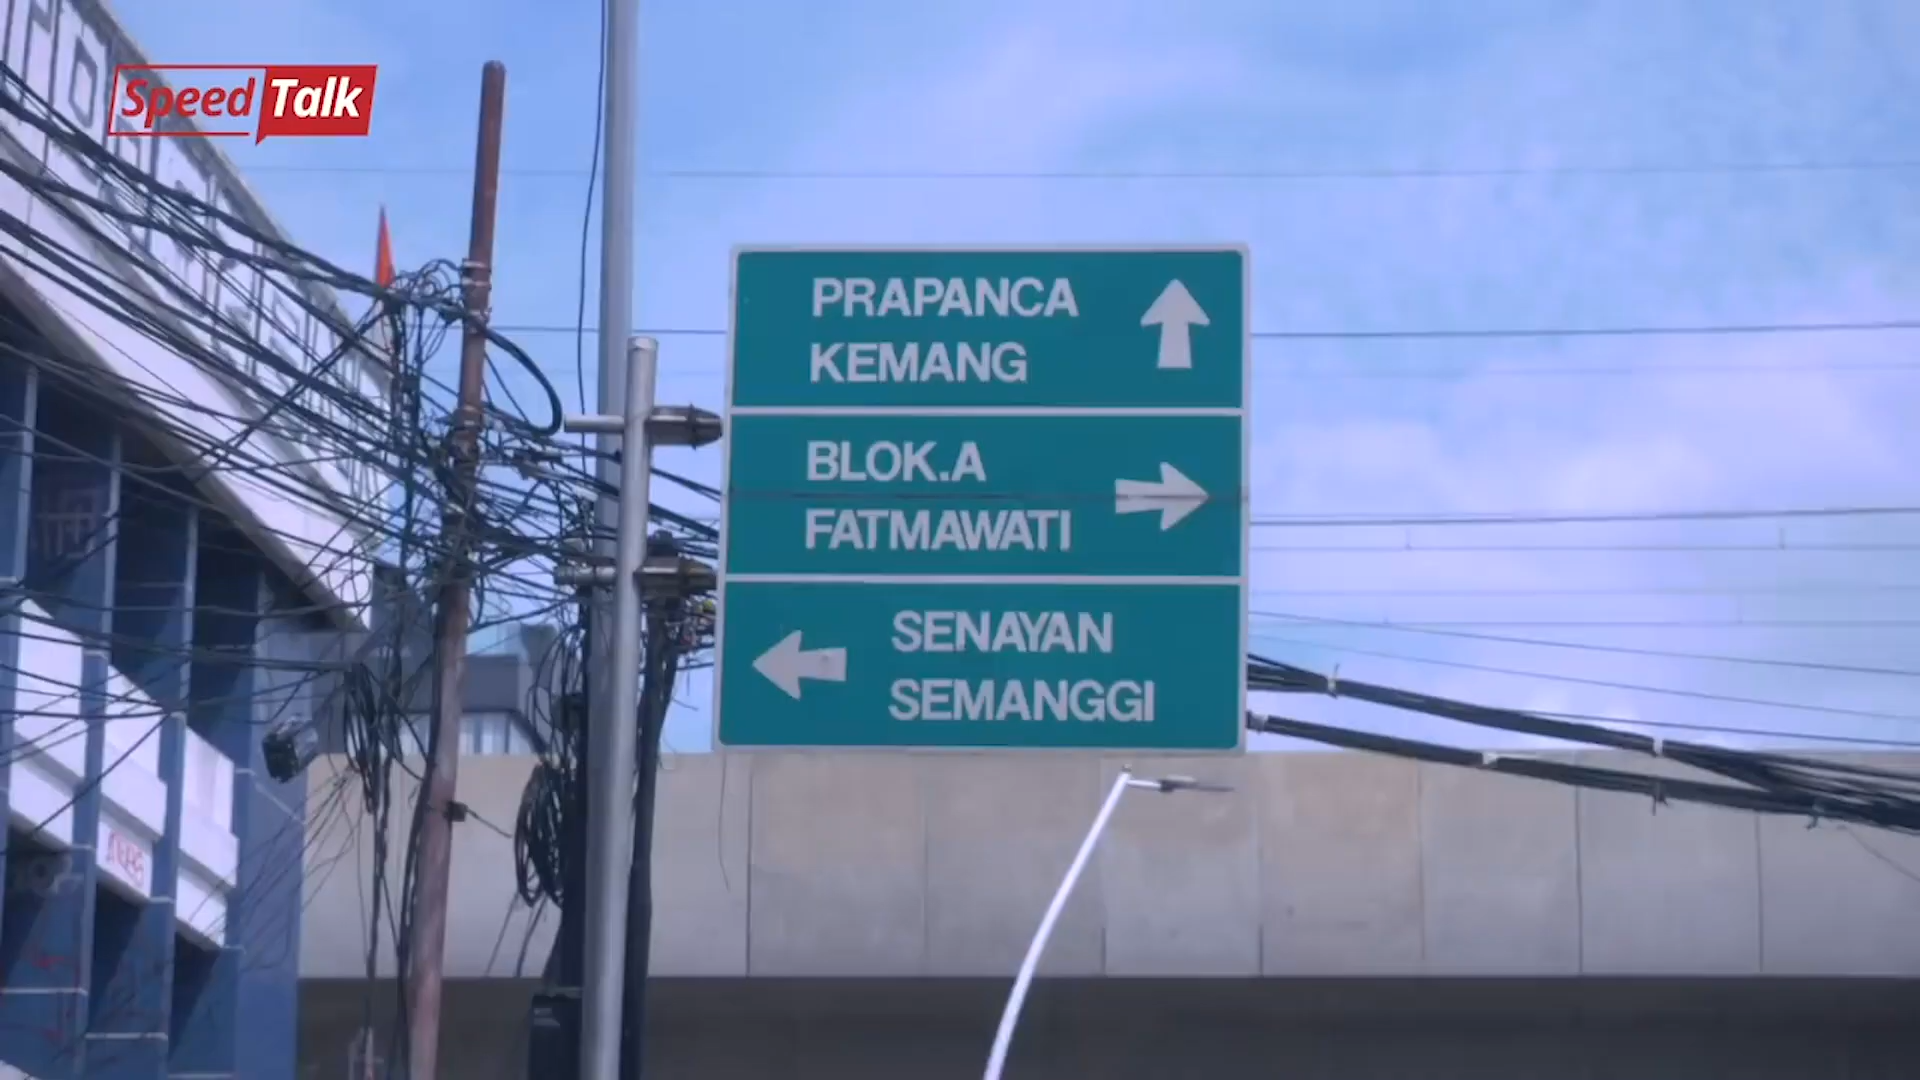 Speed Talk
PRAPANCA
KEMANG
BLOK.A
FATMAWATI
SENAYAN
SEMANGGI